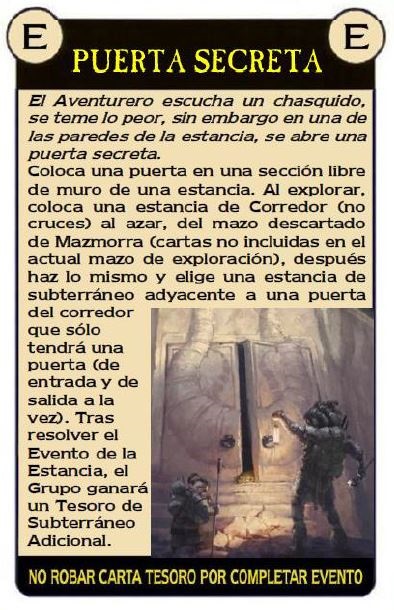 E
E
PUERTA SECRETA
El Aventurero escucha un chasquido,
se teme lo peor, sin embargo en una de
las paredes de la estancia, se abre una
puerta secreta.
Coloca una puerta en una sección libre
de muro de una estancia. Al explorar,
coloca una estancia de Corredor (no
cruces) al azar, del mazo descartado
de Mazmorra (cartas no incluidas en el
actual mazo de exploración), después
haz lo mismo y elige una estancia de
subterráneo adyacente a una puerta
del corredor
que sólo
tendrá una
puerta (de
entrada y de
salida a la
vez). Tras
resolver el
Evento de la
Estancia, el
Grupo ganará
un Tesoro de
Subterráneo
Adicional.
NO ROBAR CARTA TESORO POR COMPLETAR EVENTO